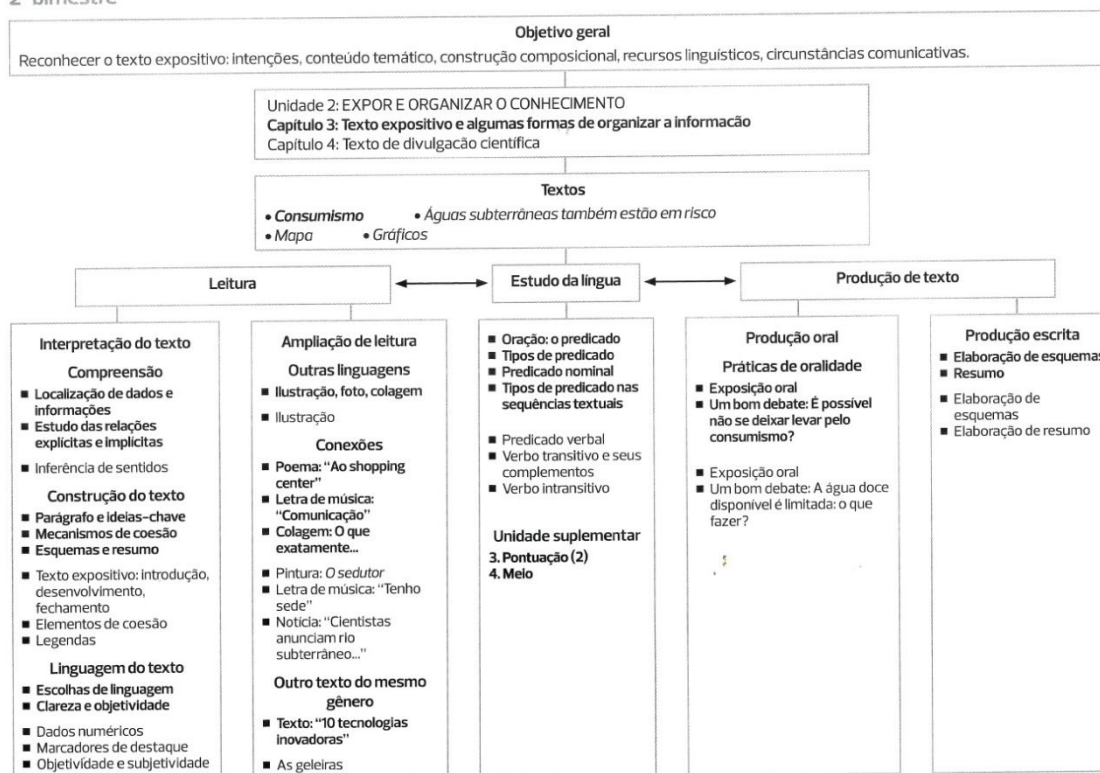 2º bimestre
Objetivo geral
Reconhecer o texto expositivo: intenções, conteúdo temático, construção composicional, recursos linguísticos, circunstâncias comunicativas.
Unidade 2: EXPOR E ORGANIZAR O CONHECIMENTO
Capítulo 3: Texto expositivo e algumas formas de organizar a informacão
Capítulo 4: Texto de divulgacão científica
Textos
• Consumismo • Águas subterrâneas também estão em risco
• Mapa • Gráficos
Leitura
Estudo da língua
Produção de texto
Interpretação do texto
Compreensão
■ Localização de dados e
informações
■ Estudo das relações
explícitas e implícitas
■ Inferência de sentidos
Construção do texto
■ Parágrafo e ideias-chave
■ Mecanismos de coesão
■ Esquemas e resumo
■ Texto expositivo: introdução,
desenvolvimento,
fechamento
■ Elementos de coesão
■ Legendas
Linguagem do texto
■ Escolhas de linguagem
■ Clareza e objetividade
■ Dados numéricos
■ Marcadores de destaque
■ Objetividade e subjetividade
Ampliação de leitura
Outras linguagens
■ Ilustração, foto, colagem
■ Ilustração
Conexões
■ Poema: “Ao shopping
center”
■ Letra de música:
“Comunicação”
■ Colagem: O que
exatamente...
■ Pintura: O sedutor
■ Letra de música: “Tenho
sede”
■ Notícia: “Cientistas
anunciam rio
subterrâneo...”
Outro texto do mesmo
gênero
■ Texto: “10 tecnologias
inovadoras”
■ As geleiras
■ Oração: o predicado
■ Tipos de predicado
■ Predicado nominal
■ Tipos de predicado nas
sequências textuais
■ Predicado verbal
■ Verbo transitivo e seus
complementos
■ Verbo intransitivo
Unidade suplementar
3. Pontuação (2)
4. Meio
Produção oral
Práticas de oralidade
■ Exposição oral
■ Um bom debate: É possível
não se deixar levar pelo
consumismo?
■ Exposição oral
■ Um bom debate: A água doce
disponível é limitada: o que
fazer?
Produção escrita
■ Elaboração de esquemas
■ Resumo
■ Elaboração de
esquemas
■ Elaboração de resumo